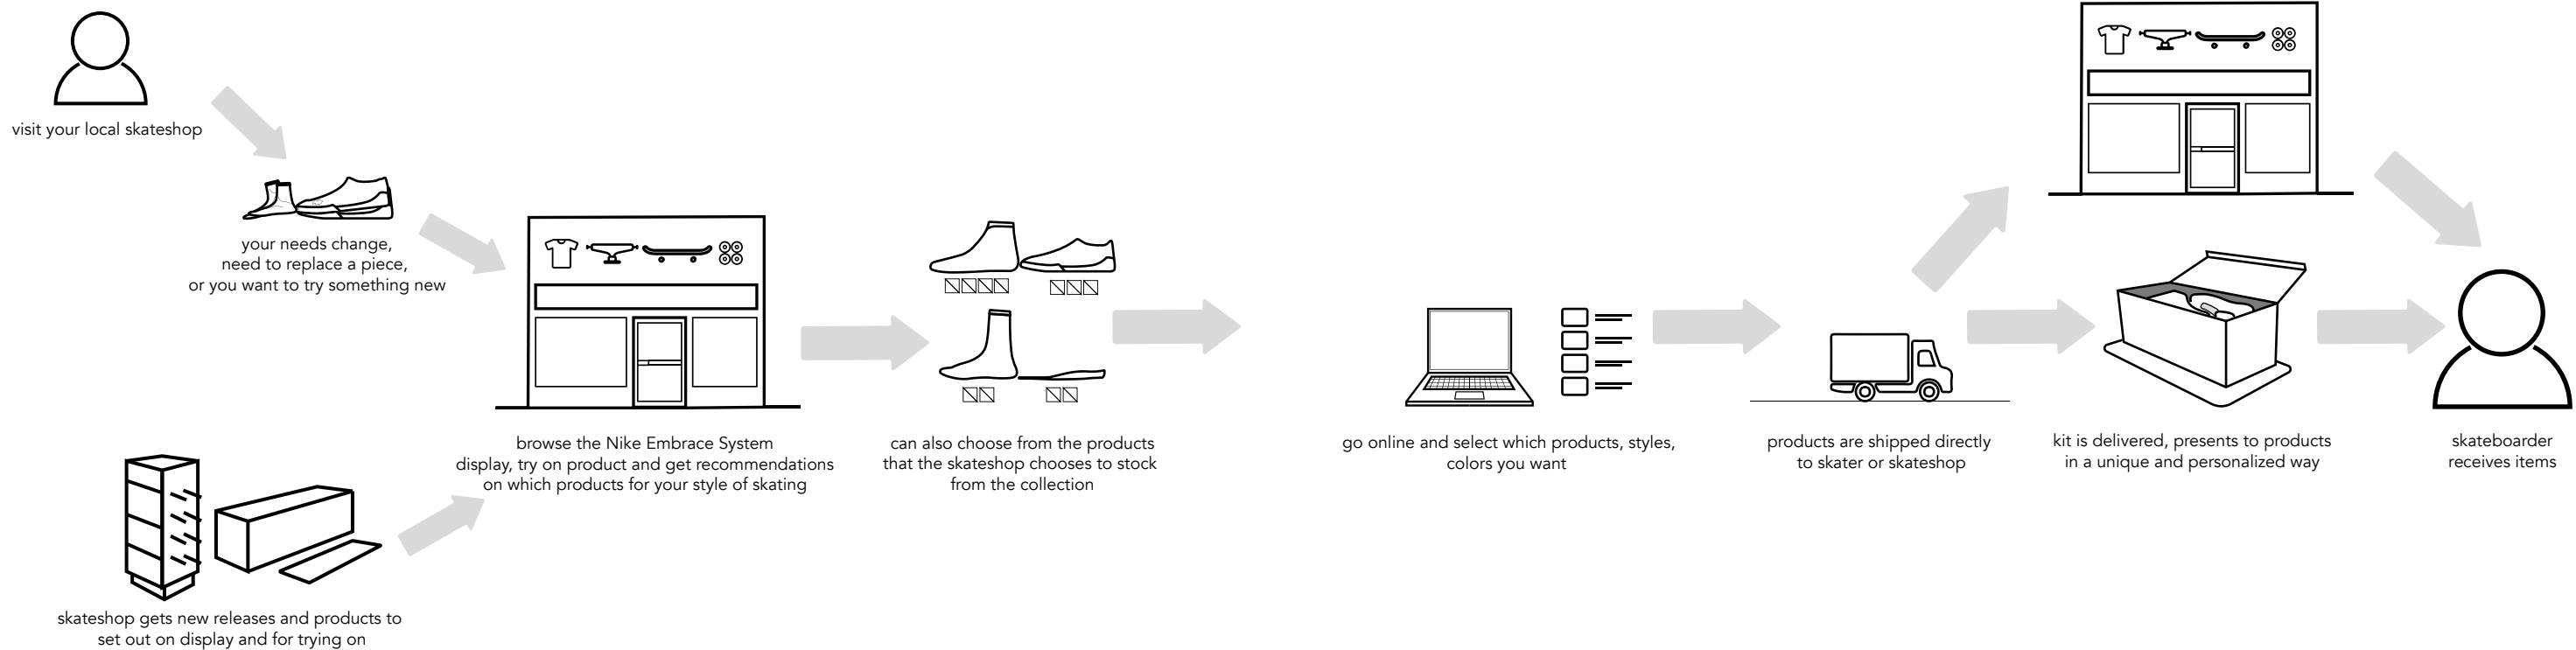 visit your local skateshop
your needs change,
need to replace a piece,
or you want to try something new
skateshop gets new releases and products to
set out on display and for trying on
browse the Nike Embrace System
display, try on product and get recommendations
on which products for your style of skating
can also choose from the products
that the skateshop chooses to stock
from the collection
go online and select which products, styles,
colors you want
products are shipped directly
to skater or skateshop
kit is delivered, presents to products
in a unique and personalized way
skateboarder
receives items